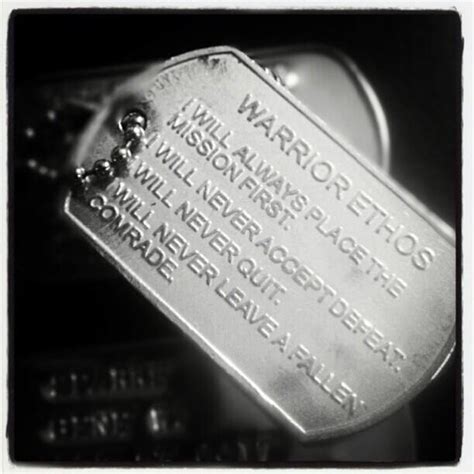 WARRIOR ETHOS
I WILL ALWAYS PLACE THE
MISSION FIRST.
I WILL NEVER ACCEPT DEFEAT.
I WILL NEVER QUIT.
I WILL NEVER LEAVE A FALLEN
COMRADE.